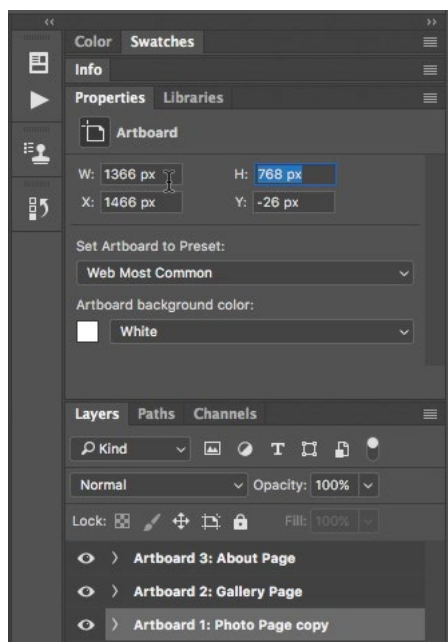 Color Swatches
Info
Properties Libraries
Artboard
W: 1366 px H: 768 px
X: 1466 px Y: -26 px
Set Artboard to Preset:
Web Most Common
Artboard background color:
White
Layers Paths Channels
Kind T
Normal Opacity: 100%
Lock: Fill: 100%
Artboard 3: About Page
Artboard 2: Gallery Page
Artboard 1: Photo Page copy